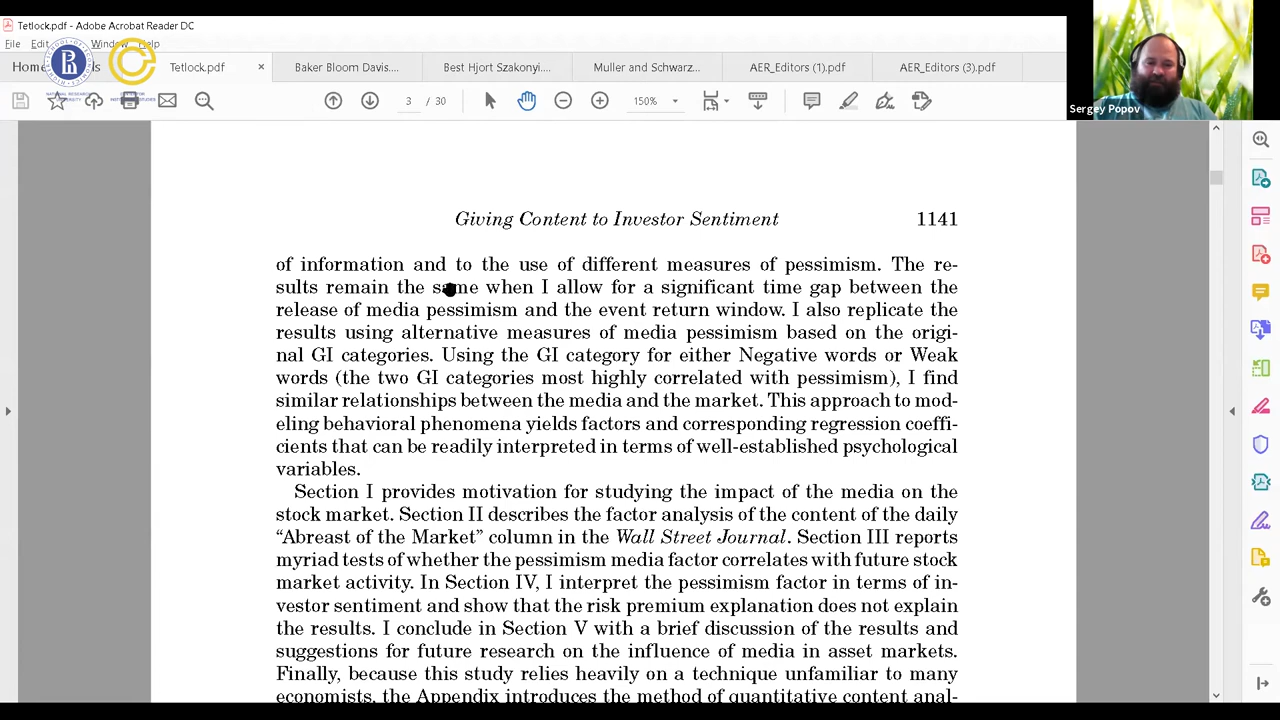 Tetlock.pdf - Adobe Acrobat Reader DC
File Edit Window Help
Home Tetlock.pdf × Baker Bloom Davis.... Best Hjort Szakonyi.... Muller and Schwarz... AER_Editors (1).pdf AER_Editors (3).pdf
3 / 30 150%
Sergey Popov
Giving Content to Investor Sentiment 1141
of information and to the use of different measures of pessimism. The re-
sults remain the same when I allow for a significant time gap between the
release of media pessimism and the event return window. I also replicate the
results using alternative measures of media pessimism based on the origi-
nal GI categories. Using the GI category for either Negative words or Weak
words (the two GI categories most highly correlated with pessimism), I find
similar relationships between the media and the market. This approach to mod-
eling behavioral phenomena yields factors and corresponding regression coeffi-
cients that can be readily interpreted in terms of well-established psychological
variables.
Section I provides motivation for studying the impact of the media on the
stock market. Section II describes the factor analysis of the content of the daily
“Abreast of the Market” column in the Wall Street Journal. Section III reports
myriad tests of whether the pessimism media factor correlates with future stock
market activity. In Section IV, I interpret the pessimism factor in terms of in-
vestor sentiment and show that the risk premium explanation does not explain
the results. I conclude in Section V with a brief discussion of the results and
suggestions for future research on the influence of media in asset markets.
Finally, because this study relies heavily on a technique unfamiliar to many
economists, the Appendix introduces the method of quantitative content anal-